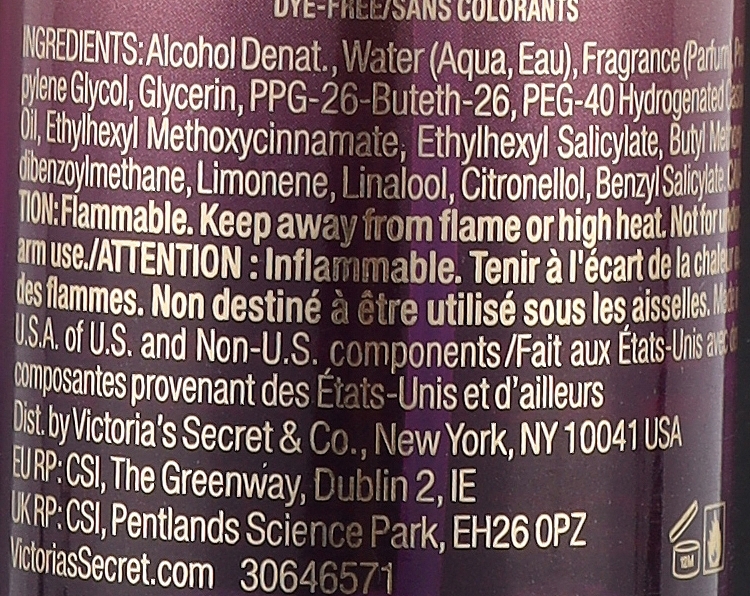 DYE-FREE/SANS COLORANTS
INGREDIENTS: Alcohol Denat., Water (Aqua, Eau), Fragrance (Parfum),
pylene Glycol, Glycerin, PPG-26-Buteth-26, PEG-40 Hydrogenated
Oil, Ethylhexyl Methoxycinnamate, Ethylhexyl Salicylate, Butyl
dibenzoylmethane, Limonene, Linalool, Citronellol, Benzyl Salicylate.
TION: Flammable. Keep away from flame or high heat. Not for
arm use./ATTENTION : Inflammable. Tenir à l'écart de la chaleur
des flammes. Non destiné à être utilisé sous les aisselles.
U.S.A. of U.S. and Non-U.S. components/Fait aux États-Unis avec
composantes provenant des États-Unis et d'ailleurs
Dist. by Victoria's Secret & Co., New York, NY 10041 USA
EU RP: CSI, The Greenway, Dublin 2, IE
UK RP: CSI, Pentlands Science Park, EH26 0PZ
VictoriasSecret.com 30646571
12M